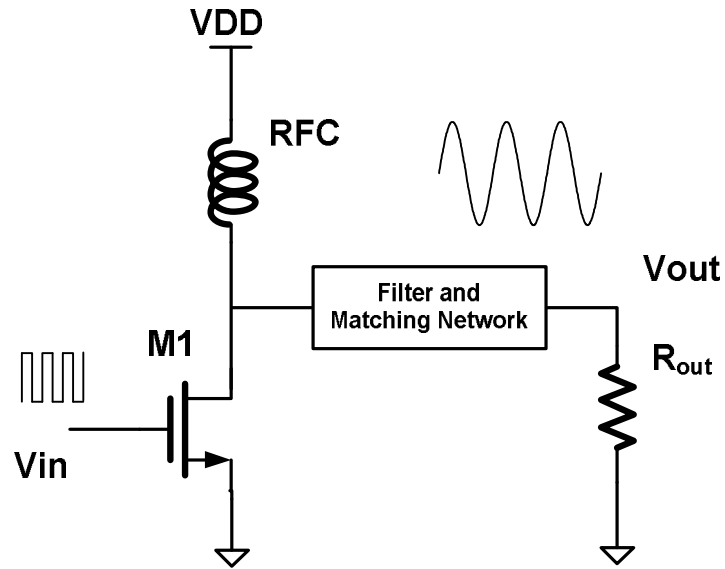 VDD
RFC
Vout
Filter and
Matching Network
M1
Rout
Vin